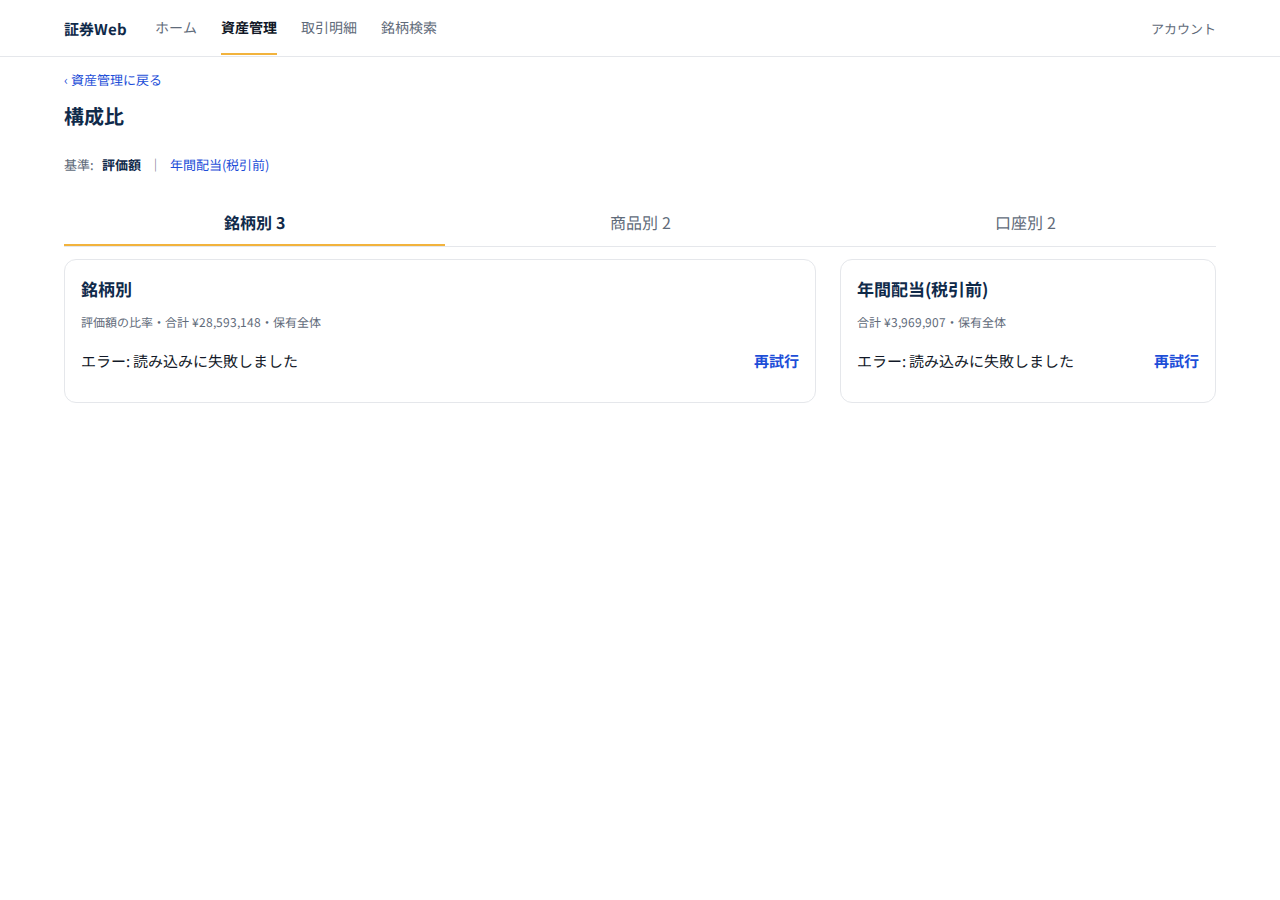 証券Web ホーム 資産管理 取引明細 銘柄検索 アカウント
‹ 資産管理に戻る
構成比
基準: 評価額 | 年間配当(税引前)
銘柄別 3 商品別 2 口座別 2
銘柄別
評価額の比率・合計 ¥28,593,148・保有全体
エラー: 読み込みに失敗しました 再試行
年間配当(税引前)
合計 ¥3,969,907・保有全体
エラー: 読み込みに失敗しました 再試行